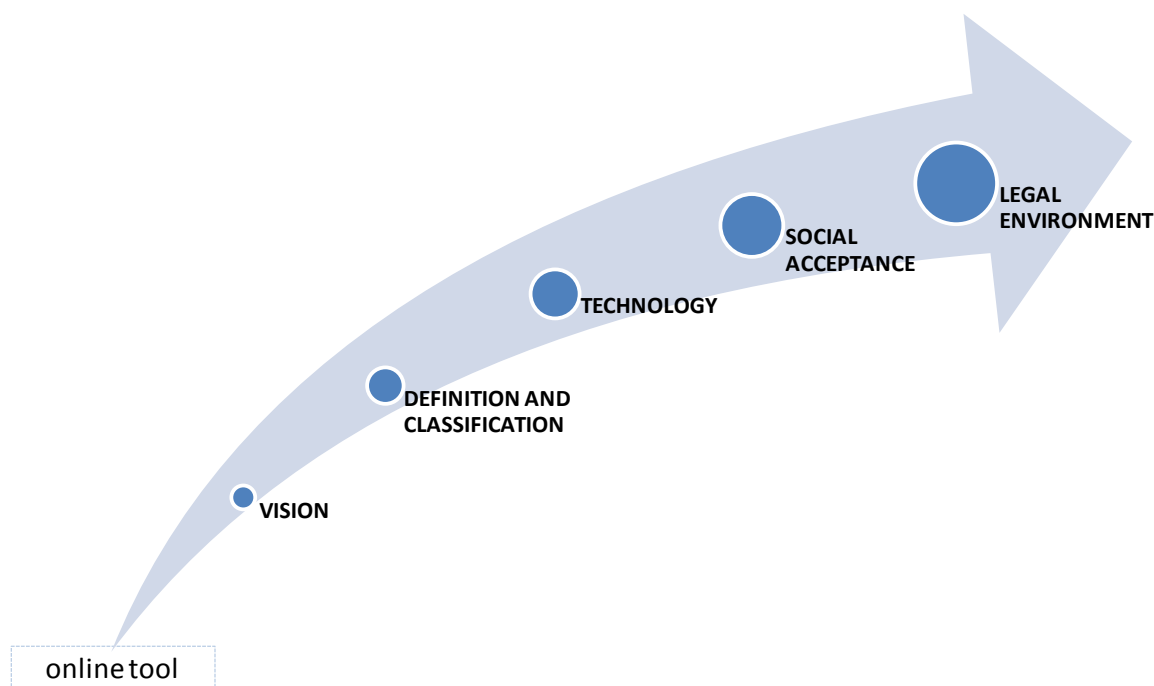 LEGAL
ENVIRONMENT
SOCIAL
ACCEPTANCE
TECHNOLOGY
DEFINITION AND
CLASSIFICATION
VISION
online tool